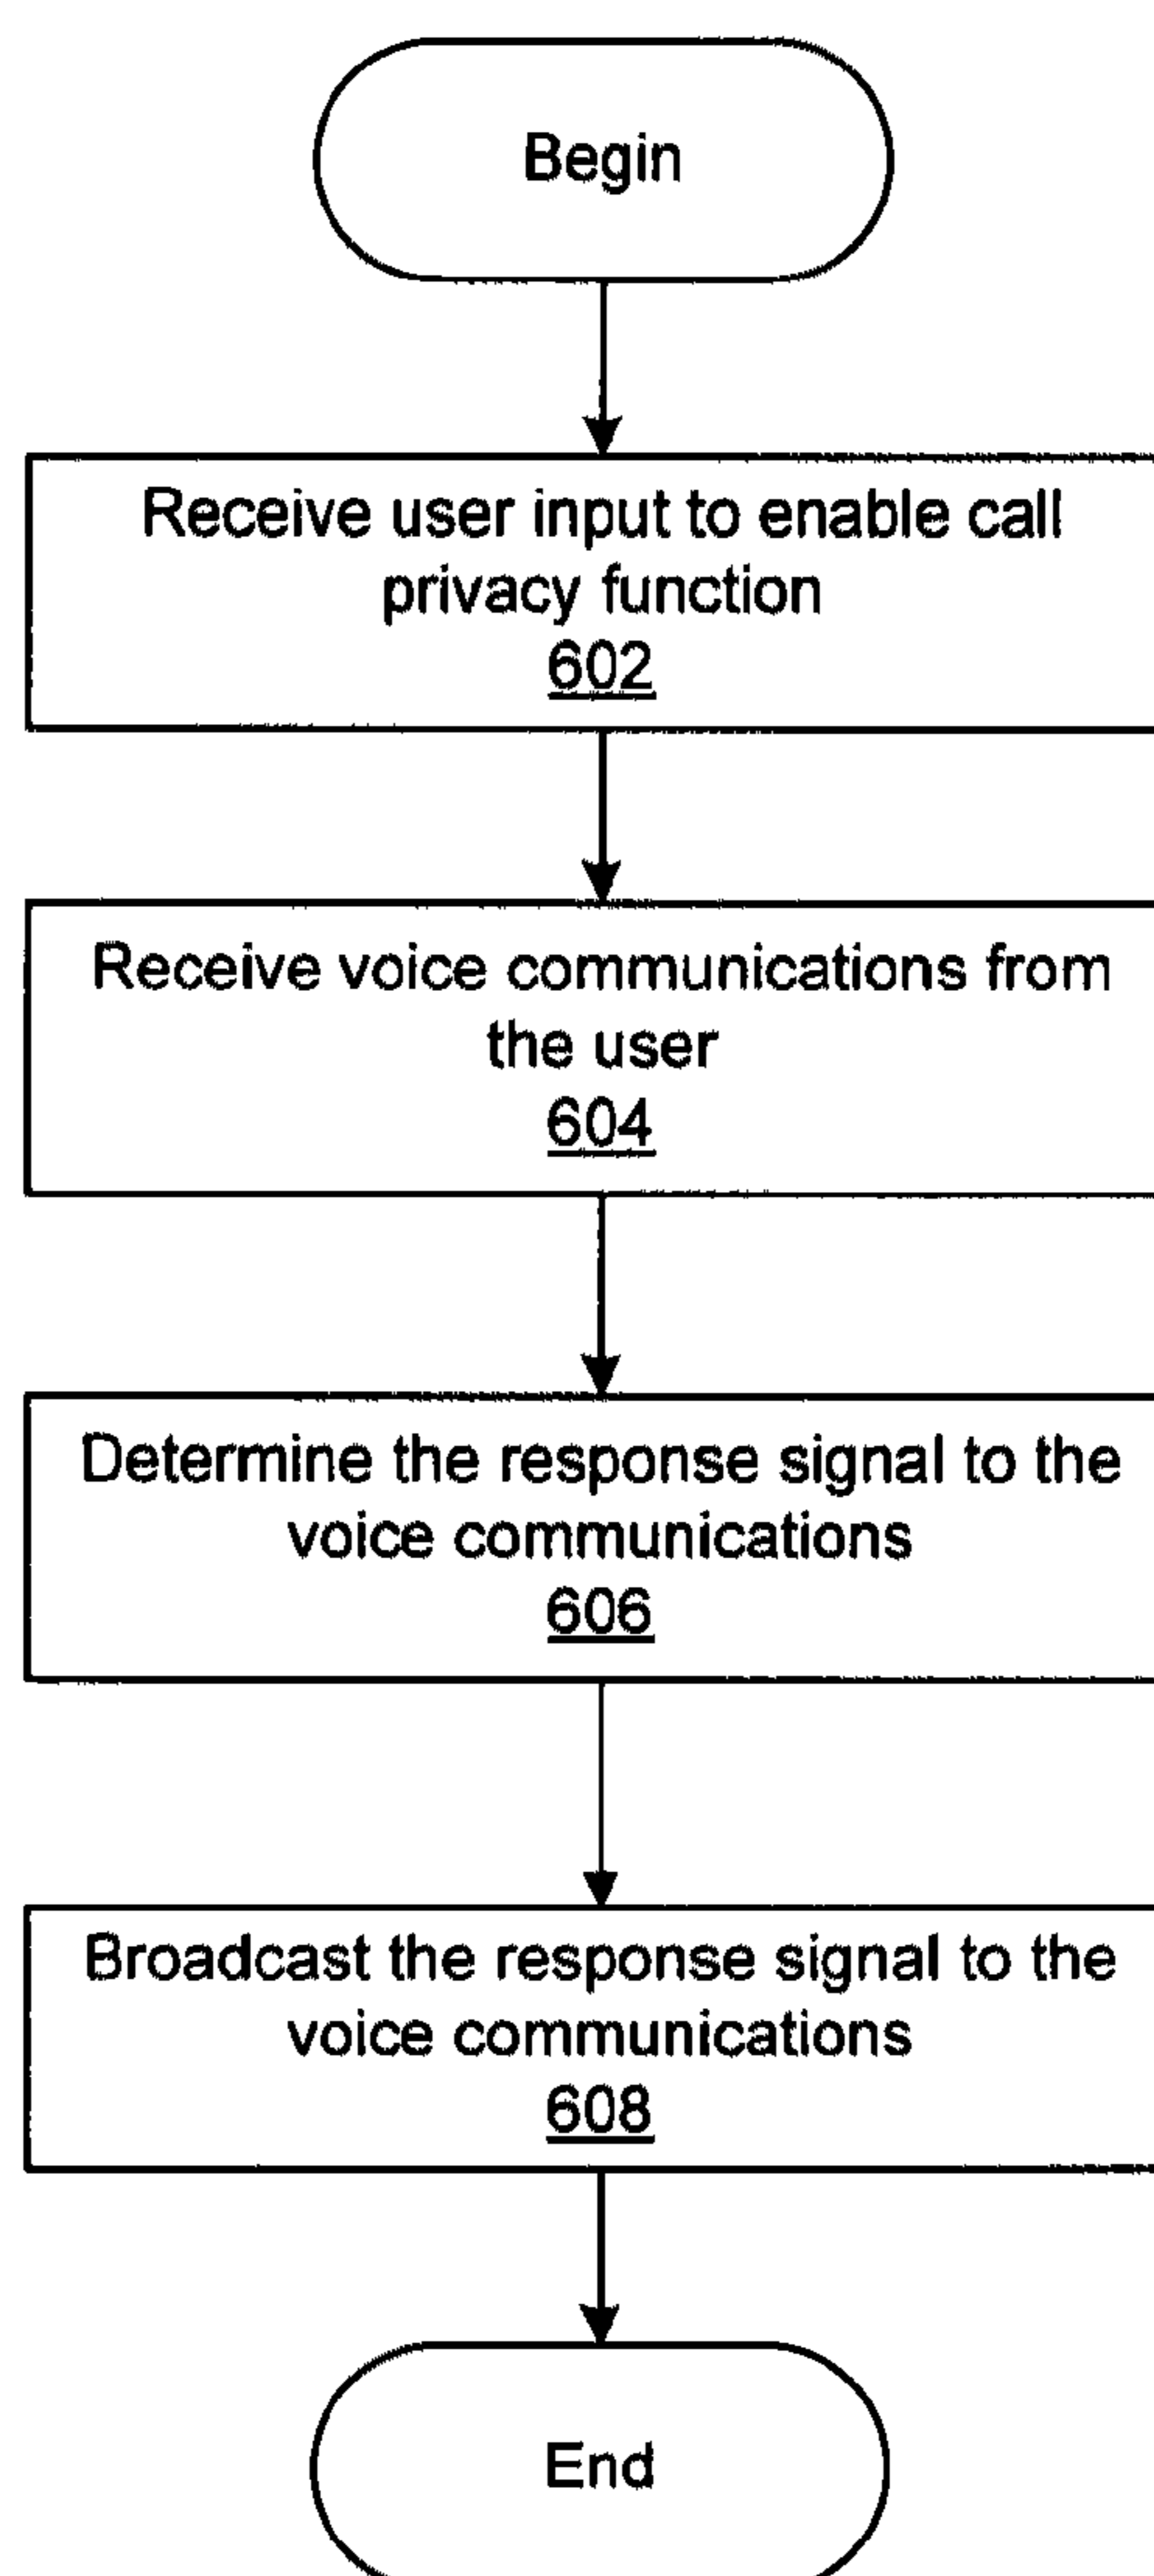 Begin
Receive user input to enable call
privacy function
602
Receive voice communications from
the user
604
Determine the response signal to the
voice communications
606
Broadcast the response signal to the
voice communications
608
End